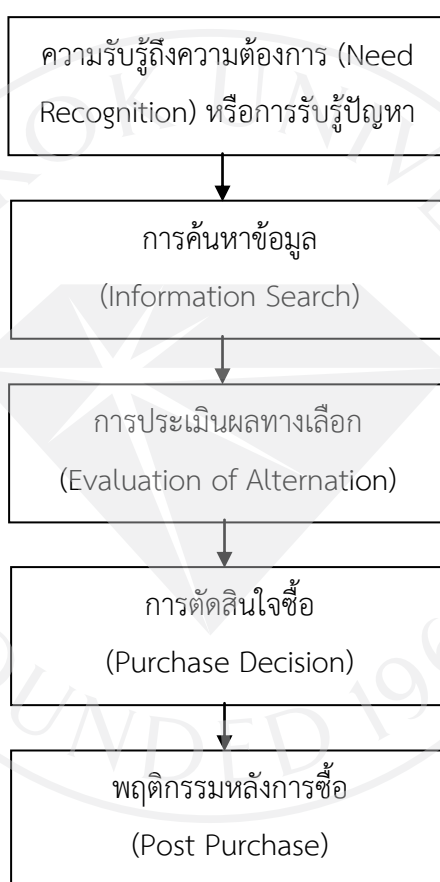 ความรับรู้ถึงความต้องการ (Need
Recognition) หรือการรับรู้ปัญหา
การค้นหาข้อมูล
(Information Search)
การประเมินผลทางเลือก
(Evaluation of Alternation)
การตัดสินใจซื้อ
(Purchase Decision)
พฤติกรรมหลังการซื้อ
(Post Purchase)